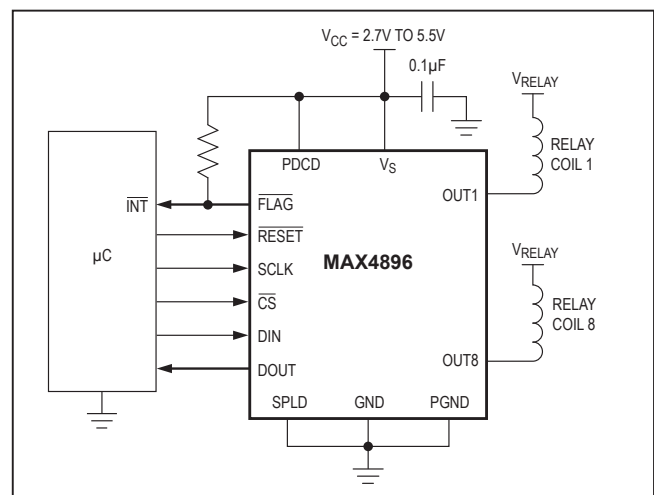 V_CC = 2.7V TO 5.5V
0.1µF
V_RELAY
RELAY
COIL 1
PDCD
V_S
OUT1
INT
FLAG
RESET
µC
MAX4896
SCLK
V_RELAY
CS
RELAY
COIL 8
DIN
OUT8
DOUT
SPLD
GND
PGND